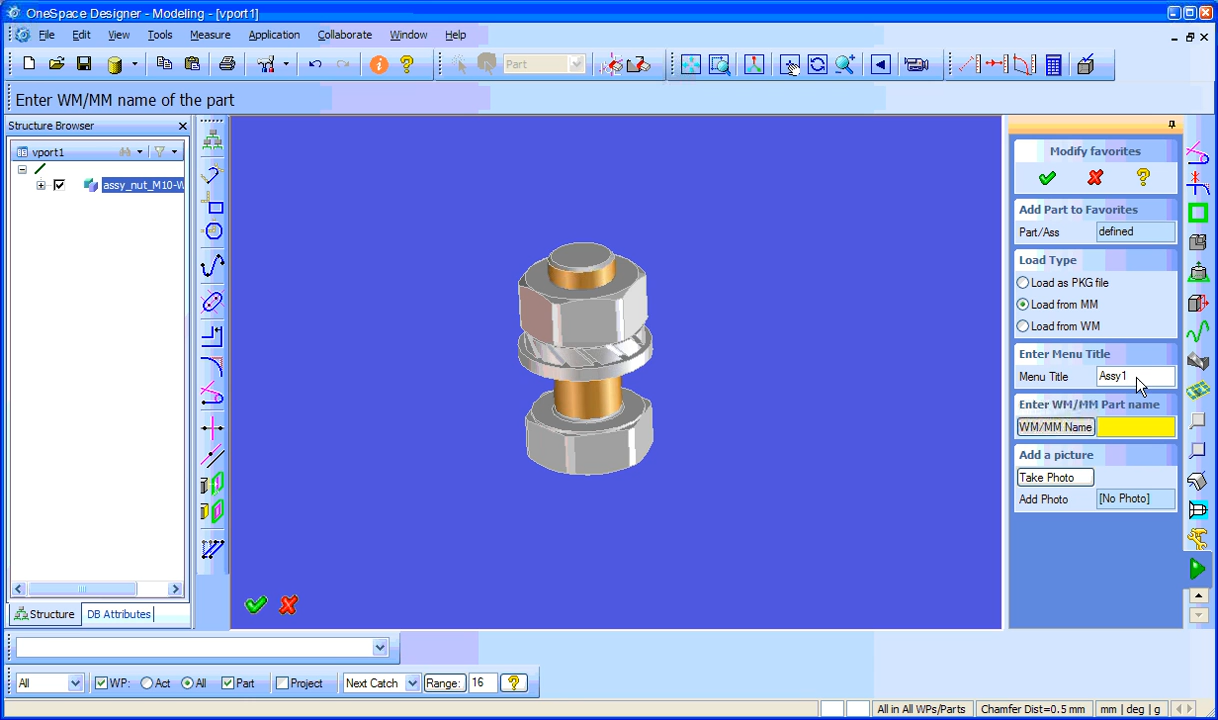 OneSpace Designer - Modeling - [vport1]
File Edit View Tools Measure Application Collaborate Window Help
Part
Enter WM/MM name of the part
Structure Browser
vport1
assy_nut_M10-W
Structure
DB Attributes
Modify favorites
Add Part to Favorites
Part/Ass defined
Load Type
Load as PKG file
Load from MM
Load from WM
Enter Menu Title
Menu Title Assy1
Enter WM/MM Part name
WM/MM Name
Add a picture
Take Photo
Add Photo [No Photo]
All WP: Act All Part Project Next Catch Range: 16
All in All WPs/Parts Chamfer Dist=0.5 mm mm | deg | g